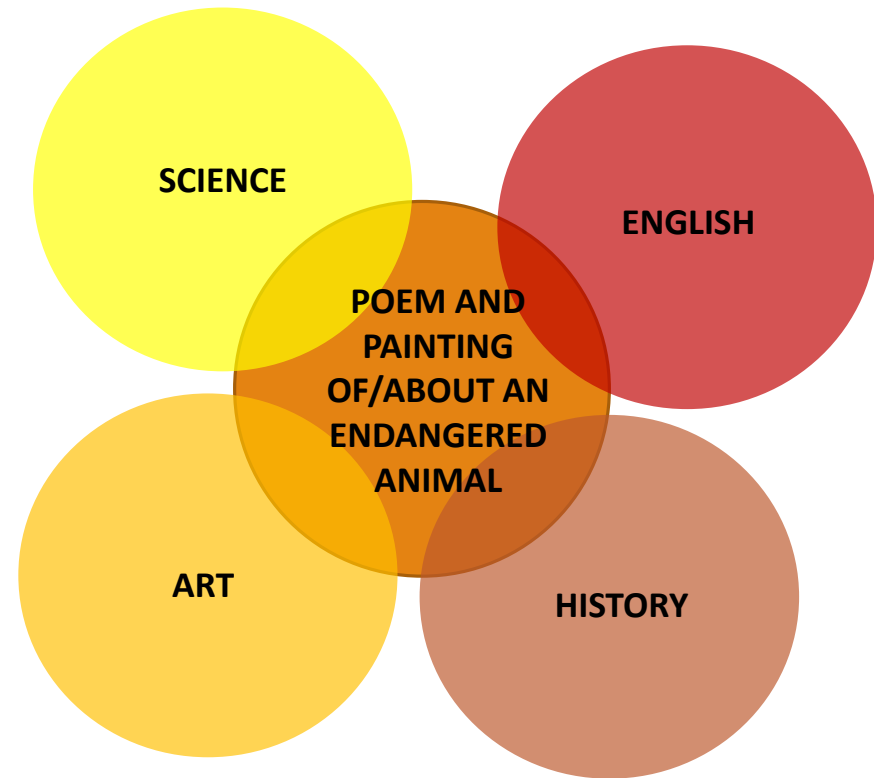 SCIENCE
ENGLISH
POEM AND
PAINTING
OF/ABOUT AN
ENDANGERED
ANIMAL
ART
HISTORY